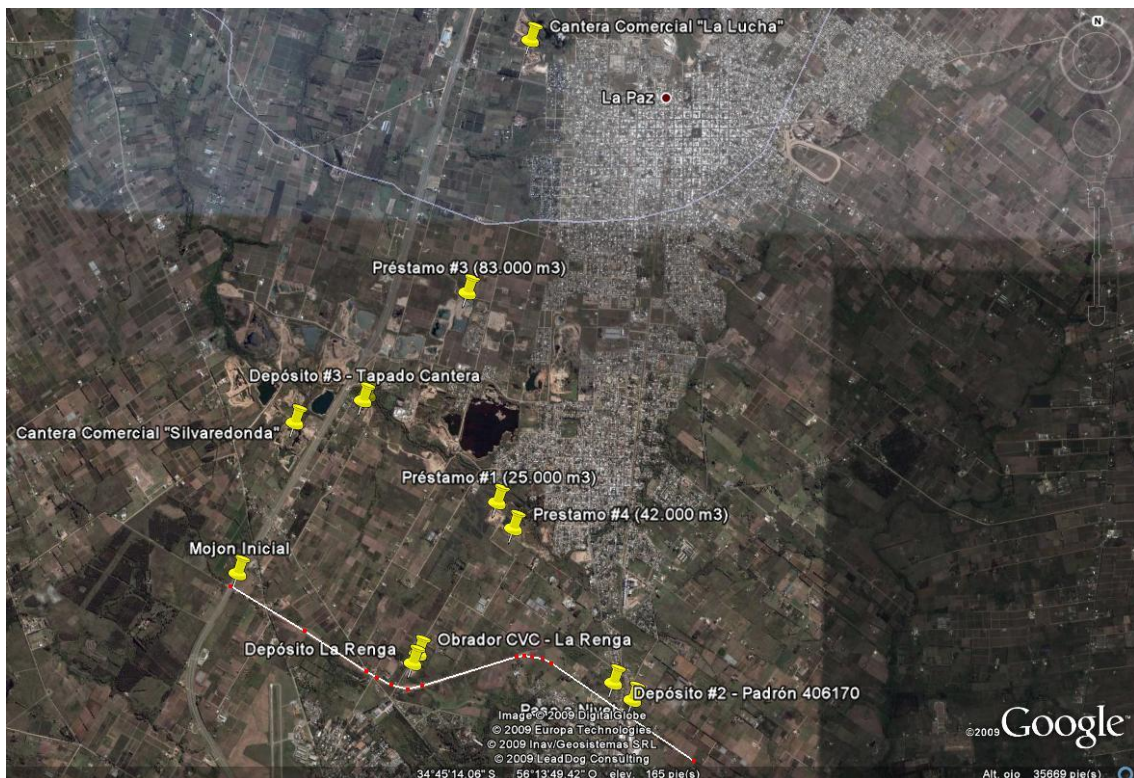 Cantera Comercial "La Lucha"
N
La Paz
Préstamo #3 (83.000 m3)
Depósito #3 - Tapado Cantera
Cantera Comercial "Silvaredonda"
Préstamo #1 (25.000 m3)
Prestamo #4 (42.000 m3)
Mojon Inicial
Obrador CVC - La Renga
Depósito La Renga
Depósito #2 - Padrón 406170
Paso a Nivel
Image © 2009 DigitalGlobe
© 2009 Europa Technologies
© 2009 Inav/Geosistemas SRL
© 2009 LeadDog Consulting
©2009 Google™
34°45'14.06" S 56°13'49.42" O elev. 165 pie(s)
Alt. ojo 35669 pie(s)